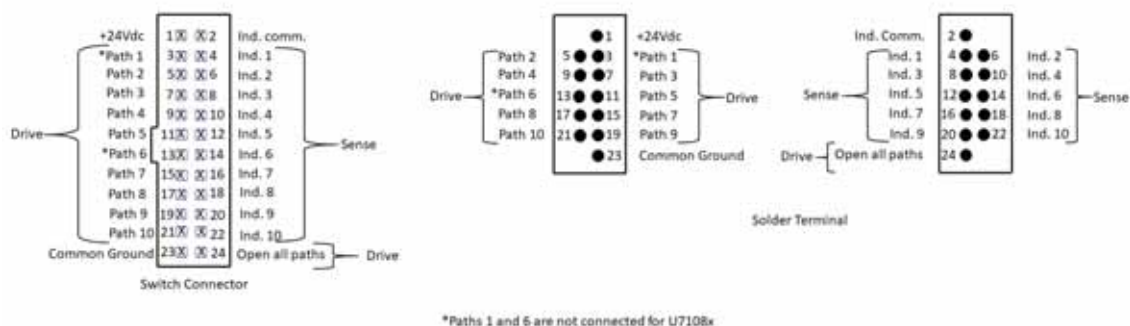 +24Vdc 1 2 Ind. comm.
*Path 1 3 4 Ind. 1
Path 2 5 6 Ind. 2
Path 3 7 8 Ind. 3
Path 4 9 10 Ind. 4
Path 5 11 12 Ind. 5
*Path 6 13 14 Ind. 6
Path 7 15 16 Ind. 7
Path 8 17 18 Ind. 8
Path 9 19 20 Ind. 9
Path 10 21 22 Ind. 10
Common Ground 23 24 Open all paths
Drive
Sense
Drive
Switch Connector
1 +24Vdc
Path 2 5 3 *Path 1
Path 4 9 7 Path 3
*Path 6 13 11 Path 5
Path 8 17 15 Path 7
Path 10 21 19 Path 9
23 Common Ground
Drive
Drive
Ind. Comm. 2
Ind. 1 4 6 Ind. 2
Ind. 3 8 10 Ind. 4
Ind. 5 12 14 Ind. 6
Ind. 7 16 18 Ind. 8
Ind. 9 20 22 Ind. 10
Drive Open all paths 24
Sense
Sense
Solder Terminal
*Paths 1 and 6 are not connected for U7108x